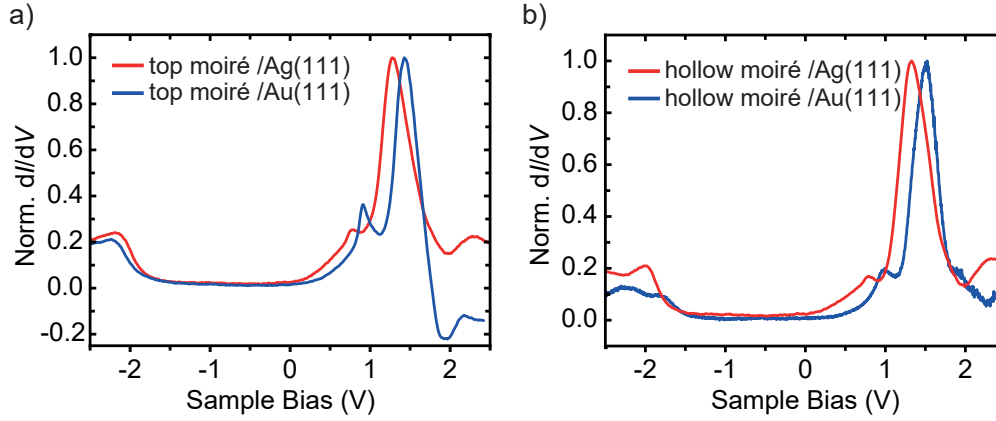 a)
top moiré /Ag(111)
top moiré /Au(111)
Norm. dI/dV
1.0
0.8
0.6
0.4
0.2
0.0
-0.2
-2
-1
0
1
2
Sample Bias (V)
b)
hollow moiré /Ag(111)
hollow moiré /Au(111)
Norm. dI/dV
1.0
0.8
0.6
0.4
0.2
0.0
-2
-1
0
1
2
Sample Bias (V)